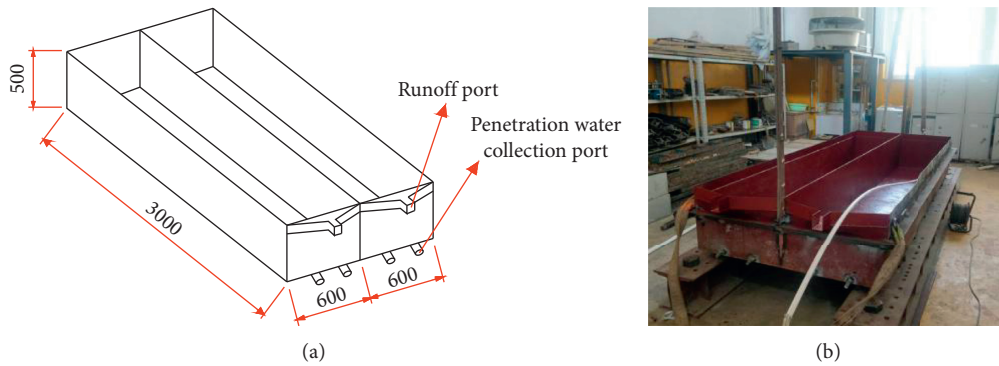 500
3000
600
600
Runoff port
Penetration water
collection port
(a)
(b)